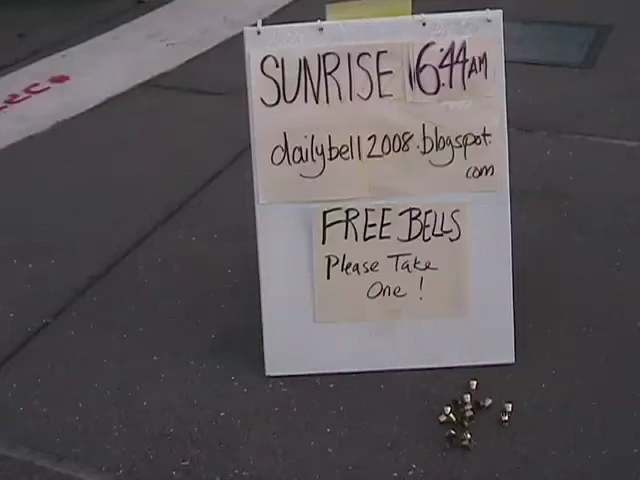 SUNRISE 6:44AM
dailybell2008.blogspot.
com
FREE BELLS
Please Take
One!